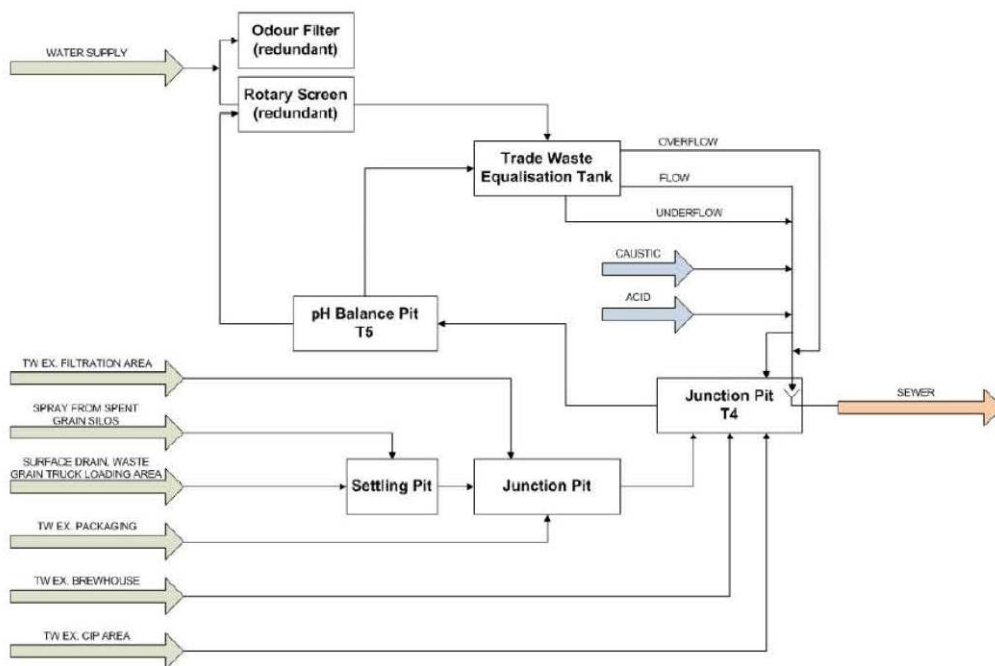 Odour Filter
(redundant)
WATER SUPPLY
Rotary Screen
(redundant)
Trade Waste
Equalisation Tank
OVERFLOW
FLOW
UNDERFLOW
CAUSTIC
ACID
pH Balance Pit
T5
TW EX. FILTRATION AREA
Junction Pit
T4
SEWER
SPRAY FROM SPENT
GRAIN SILOS
SURFACE DRAIN, WASTE
GRAIN TRUCK LOADING AREA
Settling Pit
Junction Pit
TW EX. PACKAGING
TW EX. BREWHOUSE
TW EX. CIP AREA